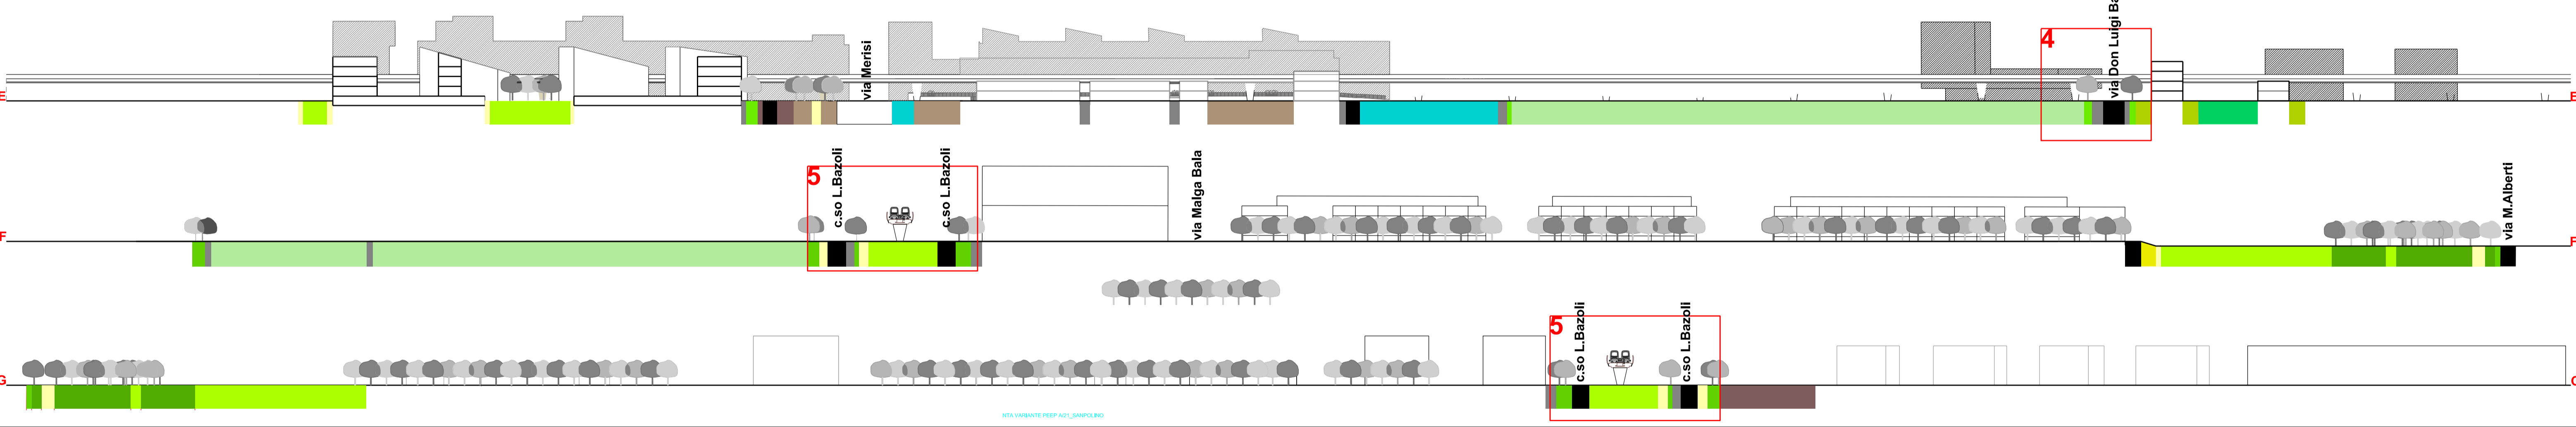 4
via Merisi
via Don Luigi Ba
E
E
5
c.so L.Bazoli
c.so L.Bazoli
via Malga Bala
via M.Alberti
F
F
5
c.so L.Bazoli
c.so L.Bazoli
G
G